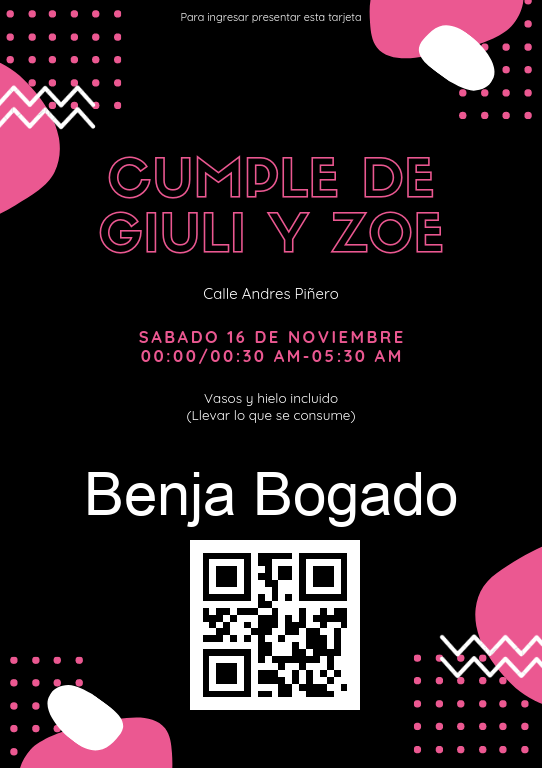 Para ingresar presentar esta tarjeta
CUMPLE DE
GIULI Y ZOE
Calle Andres Piñero
SABADO 16 DE NOVIEMBRE
00:00/00:30 AM-05:30 AM
Vasos y hielo incluido
(Llevar lo que se consume)
Benja Bogado